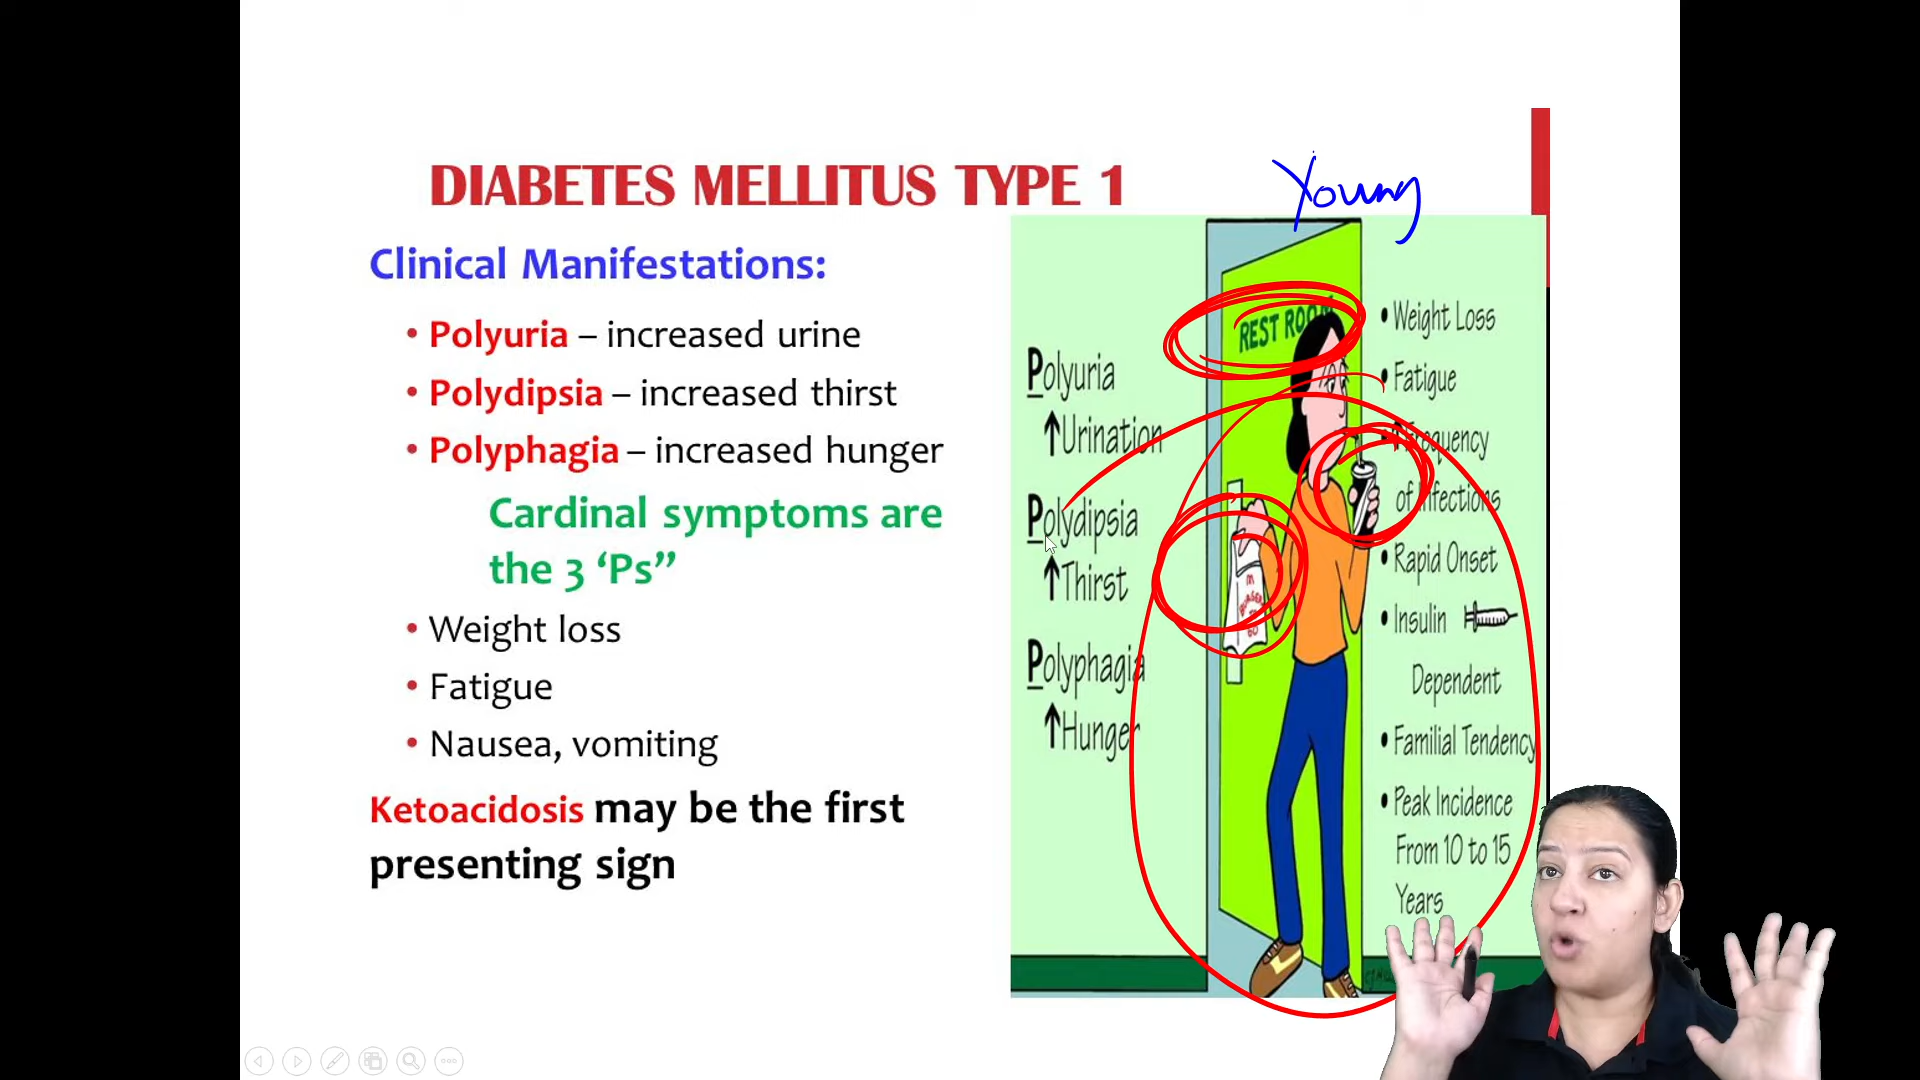 DIABETES MELLITUS TYPE 1
Young
Clinical Manifestations:
• Polyuria – increased urine
• Polydipsia – increased thirst
• Polyphagia – increased hunger
Cardinal symptoms are
the 3 ‘Ps”
• Weight loss
• Fatigue
• Nausea, vomiting
Ketoacidosis may be the first
presenting sign
Polyuria
↑Urination
Polydipsia
↑Thirst
Polyphagia
↑Hunger
REST ROOM
M
BURGER
TO
GO
• Weight Loss
• Fatigue
• ↑Frequency
of Infections
• Rapid Onset
• Insulin
Dependent
• Familial Tendency
• Peak Incidence
From 10 to 15
Years